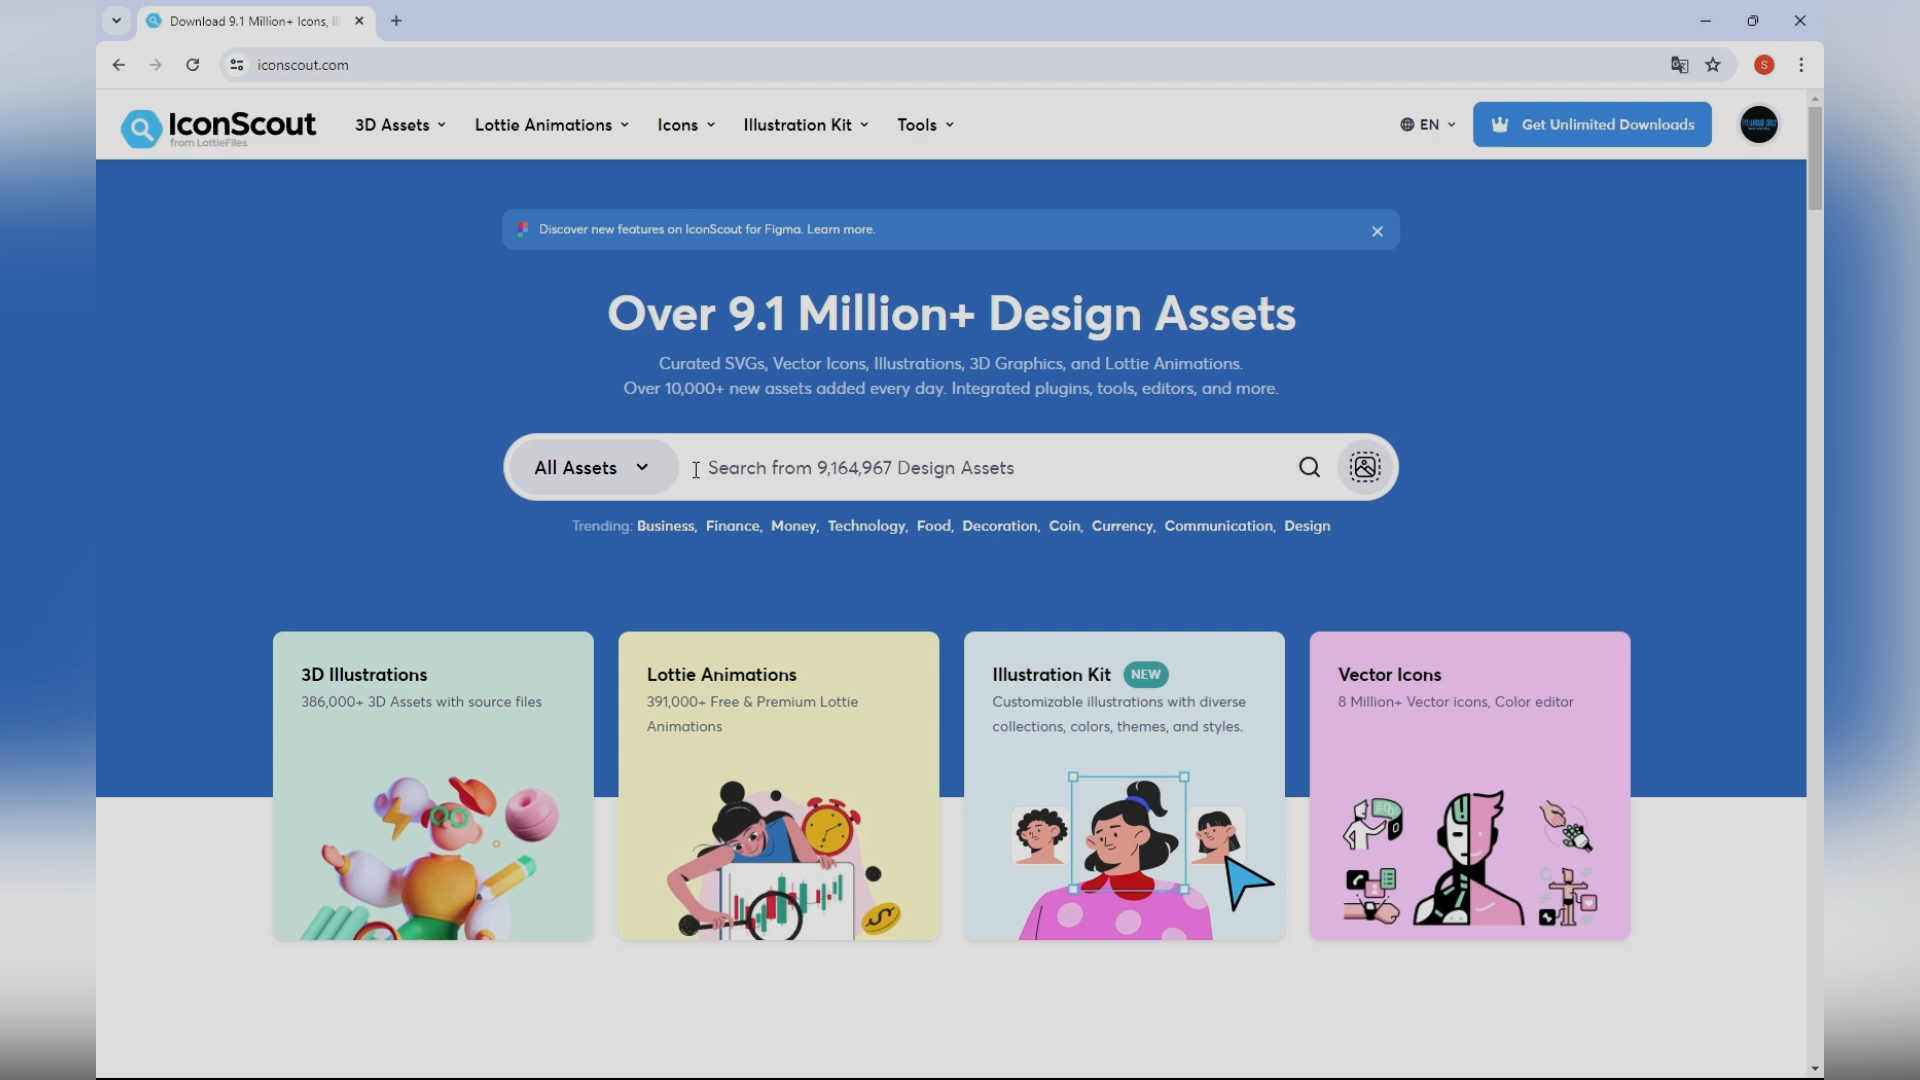 Download 9.1 Million+ Icons, Ill
iconscout.com
S
IconScout
from LottieFiles
3D Assets
Lottie Animations
Icons
Illustration Kit
Tools
EN
Get Unlimited Downloads
Discover new features on IconScout for Figma. Learn more.
Over 9.1 Million+ Design Assets
Curated SVGs, Vector Icons, Illustrations, 3D Graphics, and Lottie Animations.
Over 10,000+ new assets added every day. Integrated plugins, tools, editors, and more.
All Assets
Search from 9,164,967 Design Assets
Trending: Business, Finance, Money, Technology, Food, Decoration, Coin, Currency, Communication, Design
3D Illustrations
386,000+ 3D Assets with source files
Lottie Animations
391,000+ Free & Premium Lottie
Animations
Illustration Kit NEW
Customizable illustrations with diverse
collections, colors, themes, and styles.
Vector Icons
8 Million+ Vector icons, Color editor